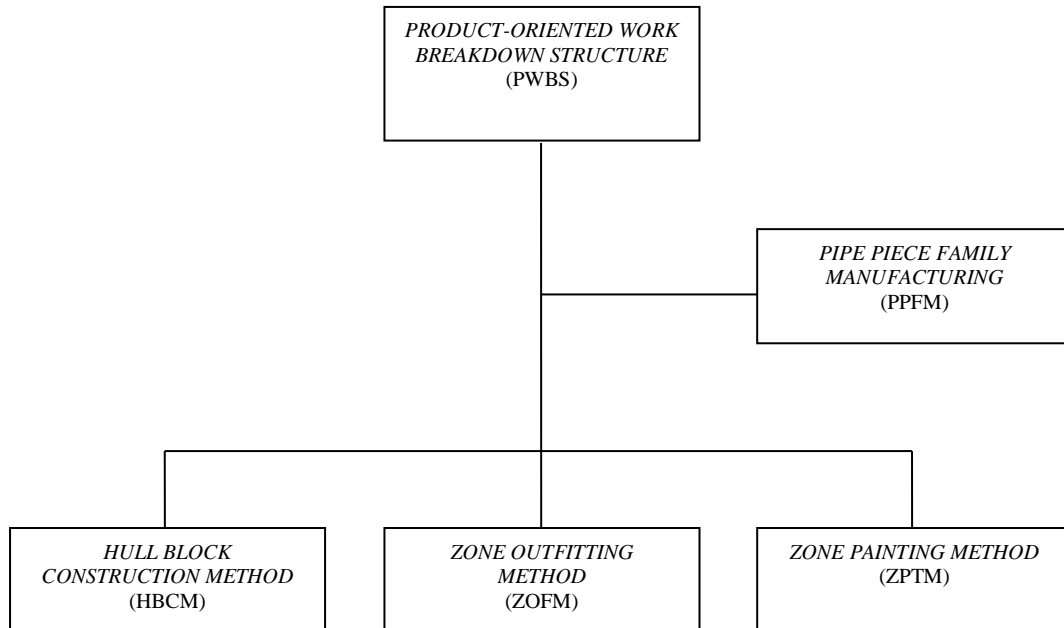 PRODUCT-ORIENTED WORK
BREAKDOWN STRUCTURE
(PWBS)
PIPE PIECE FAMILY
MANUFACTURING
(PPFM)
HULL BLOCK
CONSTRUCTION METHOD
(HBCM)
ZONE OUTFITTING
METHOD
(ZOFM)
ZONE PAINTING METHOD
(ZPTM)